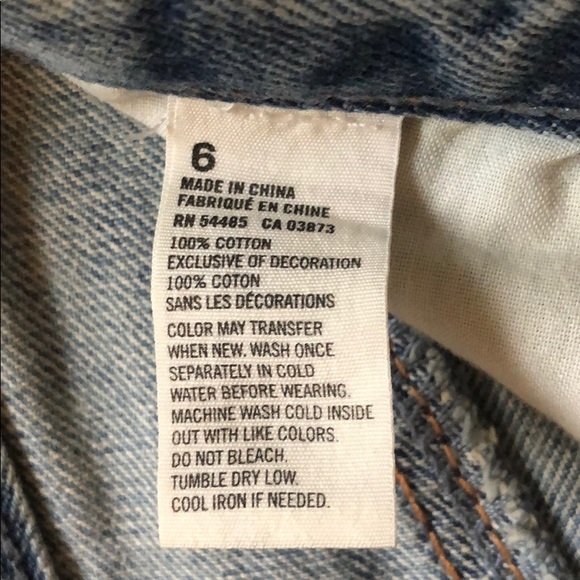 6
MADE IN CHINA
FABRIQUÉ EN CHINE
RN 54485 CA 03873
100% COTTON
EXCLUSIVE OF DECORATION
100% COTON
SANS LES DÉCORATIONS
COLOR MAY TRANSFER
WHEN NEW. WASH ONCE
SEPARATELY IN COLD
WATER BEFORE WEARING.
MACHINE WASH COLD INSIDE
OUT WITH LIKE COLORS.
DO NOT BLEACH.
TUMBLE DRY LOW.
COOL IRON IF NEEDED.